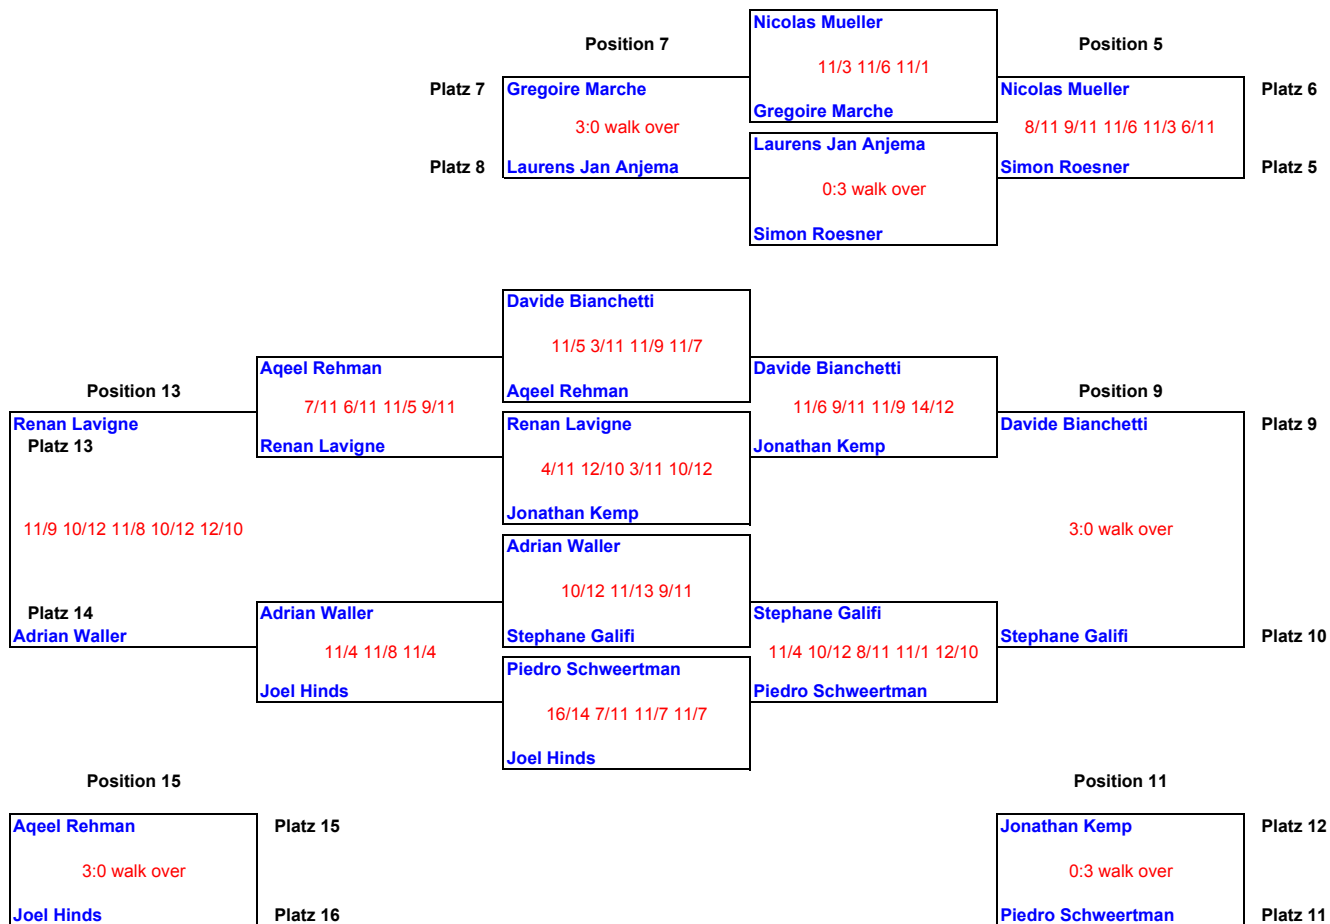 Nicolas Mueller
Position 7 Position 5
11/3 11/6 11/1
Platz 7 Gregoire Marche Nicolas Mueller Platz 6
Gregoire Marche
3:0 walk over 8/11 9/11 11/6 11/3 6/11
Laurens Jan Anjema
Platz 8 Laurens Jan Anjema Simon Roesner Platz 5
0:3 walk over
Simon Roesner
Davide Bianchetti
11/5 3/11 11/9 11/7
Aqeel Rehman Davide Bianchetti
Position 13 Aqeel Rehman Position 9
7/11 6/11 11/5 9/11 11/6 9/11 11/9 14/12
Renan Lavigne Renan Lavigne Davide Bianchetti Platz 9
Platz 13 Renan Lavigne Jonathan Kemp
4/11 12/10 3/11 10/12
Jonathan Kemp
11/9 10/12 11/8 10/12 12/10 3:0 walk over
Adrian Waller
10/12 11/13 9/11
Platz 14 Adrian Waller Stephane Galifi
Adrian Waller Stephane Galifi Stephane Galifi Platz 10
11/4 11/8 11/4 11/4 10/12 8/11 11/1 12/10
Piedro Schweertman
Joel Hinds Piedro Schweertman
16/14 7/11 11/7 11/7
Joel Hinds
Position 15 Position 11
Aqeel Rehman Platz 15 Jonathan Kemp Platz 12
3:0 walk over 0:3 walk over
Joel Hinds Platz 16 Piedro Schweertman Platz 11